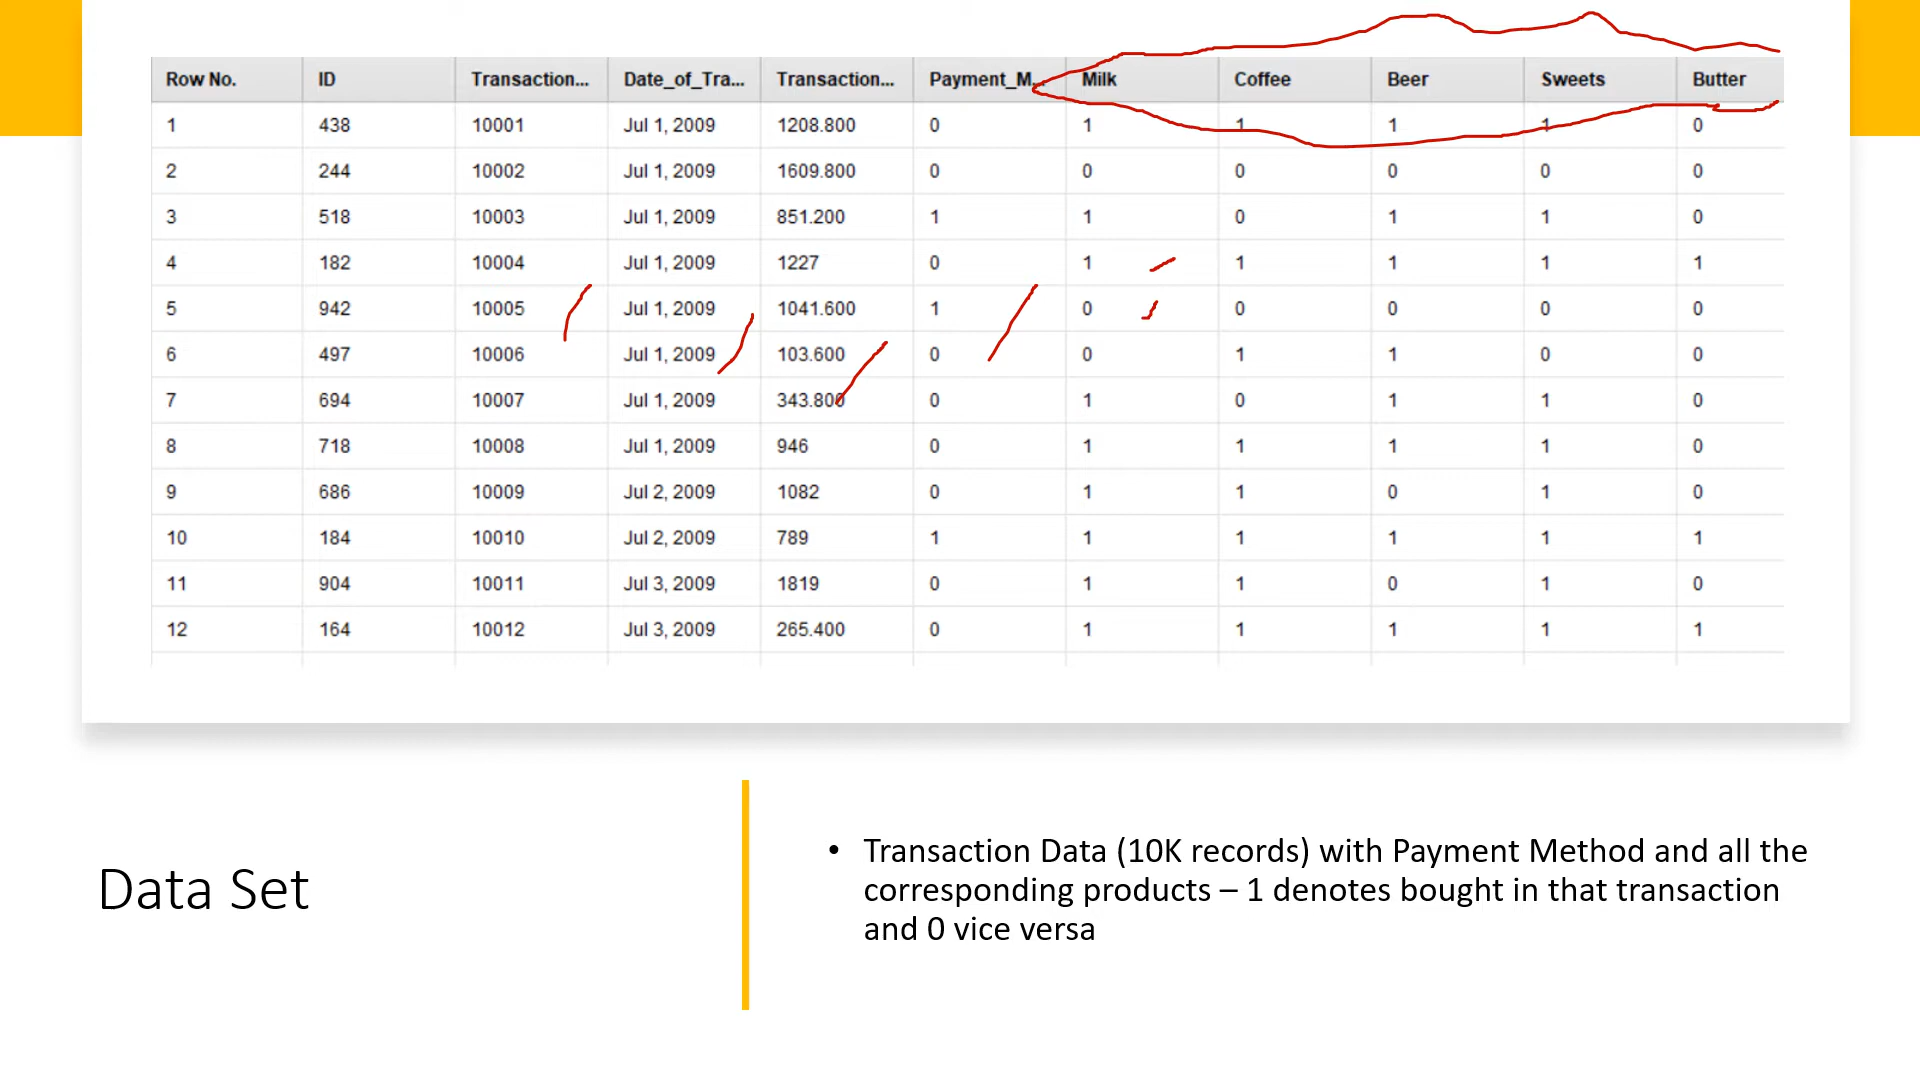 Row No. ID Transaction... Date_of_Tra... Transaction... Payment_M... Milk Coffee Beer Sweets Butter
1 438 10001 Jul 1, 2009 1208.800 0 1 1 1 1 0
2 244 10002 Jul 1, 2009 1609.800 0 0 0 0 0 0
3 518 10003 Jul 1, 2009 851.200 1 1 0 1 1 0
4 182 10004 Jul 1, 2009 1227 0 1 1 1 1 1
5 942 10005 Jul 1, 2009 1041.600 1 0 0 0 0 0
6 497 10006 Jul 1, 2009 103.600 0 0 1 1 0 0
7 694 10007 Jul 1, 2009 343.800 0 1 0 1 1 0
8 718 10008 Jul 1, 2009 946 0 1 1 1 1 0
9 686 10009 Jul 2, 2009 1082 0 1 1 0 1 0
10 184 10010 Jul 2, 2009 789 1 1 1 1 1 1
11 904 10011 Jul 3, 2009 1819 0 1 1 0 1 0
12 164 10012 Jul 3, 2009 265.400 0 1 1 1 1 1
Data Set
• Transaction Data (10K records) with Payment Method and all the
corresponding products – 1 denotes bought in that transaction
and 0 vice versa